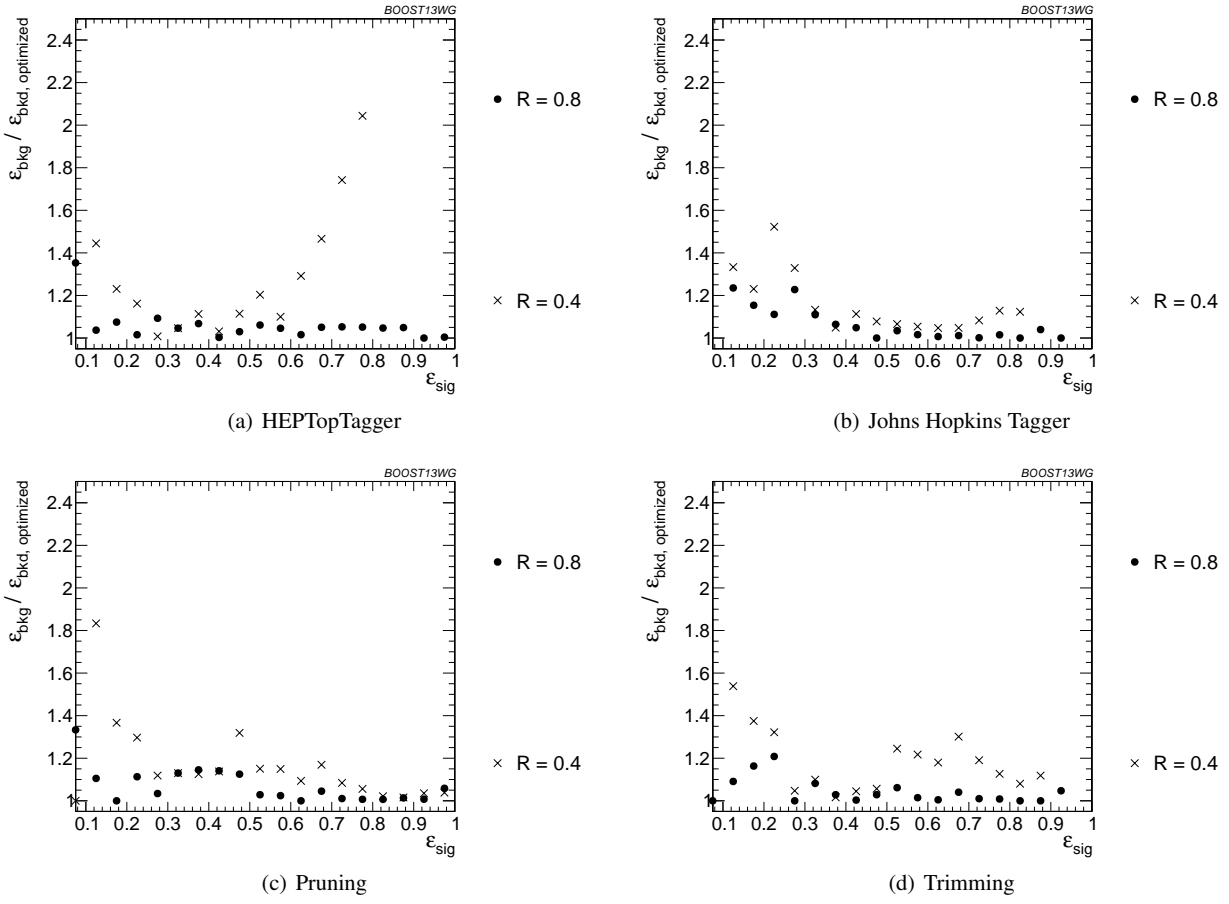 BOOST13WG
ε_bkg / ε_bkd, optimized
2.4
2.2
2
1.8
1.6
1.4
1.2
1
0.1 0.2 0.3 0.4 0.5 0.6 0.7 0.8 0.9 1
ε_sig
R = 0.8
R = 0.4
(a) HEPTopTagger
BOOST13WG
ε_bkg / ε_bkd, optimized
2.4
2.2
2
1.8
1.6
1.4
1.2
1
0.1 0.2 0.3 0.4 0.5 0.6 0.7 0.8 0.9 1
ε_sig
R = 0.8
R = 0.4
(b) Johns Hopkins Tagger
BOOST13WG
ε_bkg / ε_bkd, optimized
2.4
2.2
2
1.8
1.6
1.4
1.2
1
0.1 0.2 0.3 0.4 0.5 0.6 0.7 0.8 0.9 1
ε_sig
R = 0.8
R = 0.4
(c) Pruning
BOOST13WG
ε_bkg / ε_bkd, optimized
2.4
2.2
2
1.8
1.6
1.4
1.2
1
0.1 0.2 0.3 0.4 0.5 0.6 0.7 0.8 0.9 1
ε_sig
R = 0.8
R = 0.4
(d) Trimming